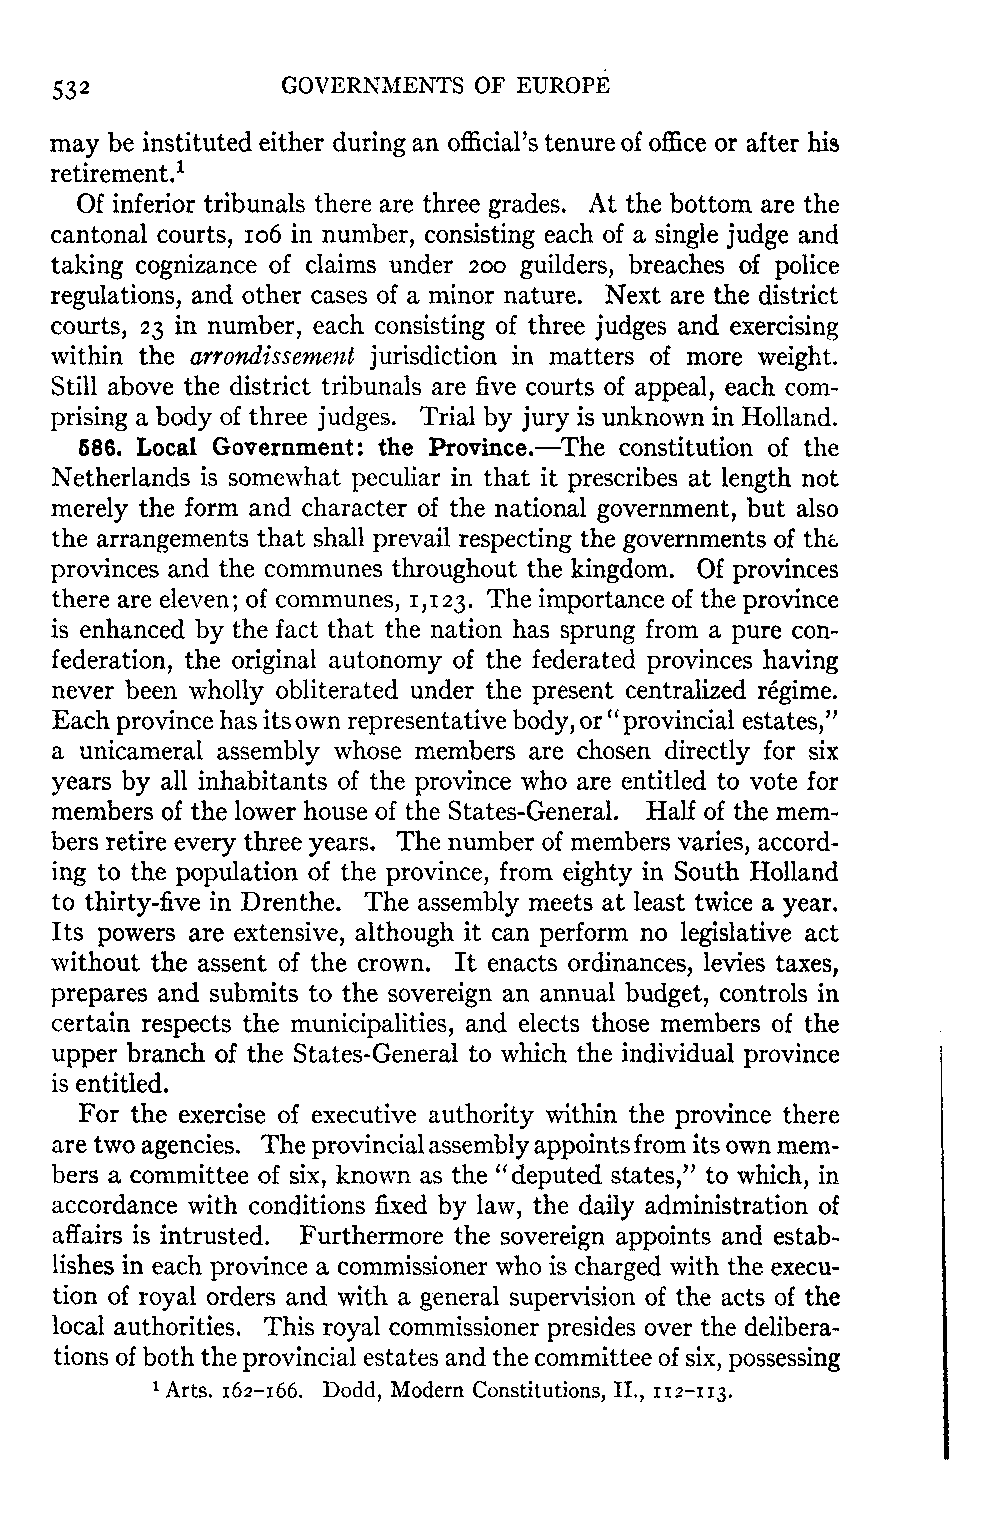 532 GOVERNMENTS OF EUROPE
may be instituted either during an official's tenure of office or after his
retirement.¹
Of inferior tribunals there are three grades. At the bottom are the
cantonal courts, 106 in number, consisting each of a single judge and
taking cognizance of claims under 200 guilders, breaches of police
regulations, and other cases of a minor nature. Next are the district
courts, 23 in number, each consisting of three judges and exercising
within the arrondissement jurisdiction in matters of more weight.
Still above the district tribunals are five courts of appeal, each com-
prising a body of three judges. Trial by jury is unknown in Holland.
586. Local Government: the Province.—The constitution of the
Netherlands is somewhat peculiar in that it prescribes at length not
merely the form and character of the national government, but also
the arrangements that shall prevail respecting the governments of the
provinces and the communes throughout the kingdom. Of provinces
there are eleven; of communes, 1,123. The importance of the province
is enhanced by the fact that the nation has sprung from a pure con-
federation, the original autonomy of the federated provinces having
never been wholly obliterated under the present centralized régime.
Each province has its own representative body, or "provincial estates,"
a unicameral assembly whose members are chosen directly for six
years by all inhabitants of the province who are entitled to vote for
members of the lower house of the States-General. Half of the mem-
bers retire every three years. The number of members varies, accord-
ing to the population of the province, from eighty in South Holland
to thirty-five in Drenthe. The assembly meets at least twice a year.
Its powers are extensive, although it can perform no legislative act
without the assent of the crown. It enacts ordinances, levies taxes,
prepares and submits to the sovereign an annual budget, controls in
certain respects the municipalities, and elects those members of the
upper branch of the States-General to which the individual province
is entitled.
For the exercise of executive authority within the province there
are two agencies. The provincial assembly appoints from its own mem-
bers a committee of six, known as the "deputed states," to which, in
accordance with conditions fixed by law, the daily administration of
affairs is intrusted. Furthermore the sovereign appoints and estab-
lishes in each province a commissioner who is charged with the execu-
tion of royal orders and with a general supervision of the acts of the
local authorities. This royal commissioner presides over the delibera-
tions of both the provincial estates and the committee of six, possessing
¹ Arts. 162–166. Dodd, Modern Constitutions, II., 112–113.